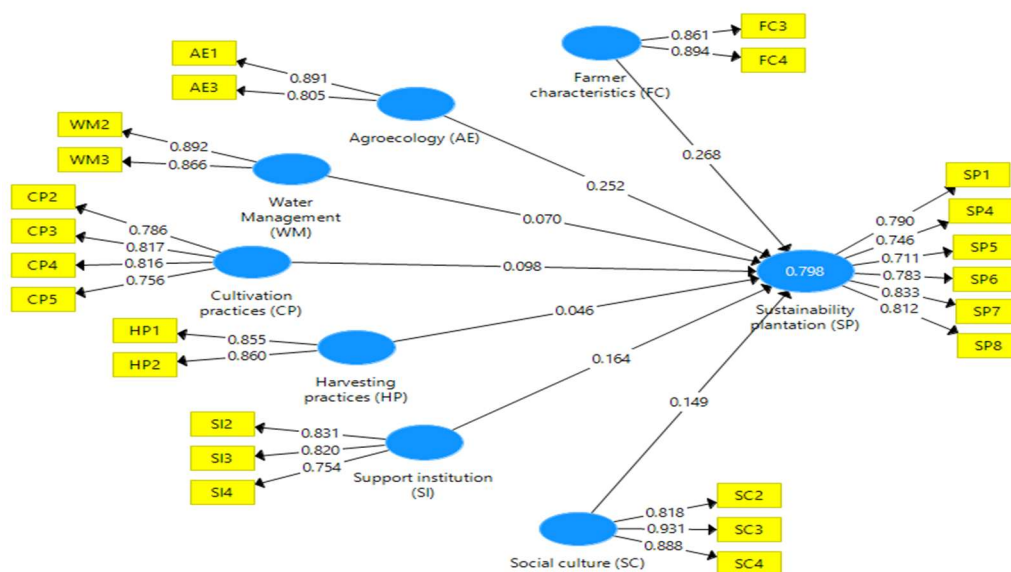 FC3
0.861
0.894
FC4
Farmer
characteristics (FC)
0.268
AE1
0.891
AE3
0.805
Agroecology (AE)
0.252
WM2
0.892
WM3
0.866
Water
Management
(WM)
0.070
CP2
0.786
CP3
0.817
CP4
0.816
CP5
0.756
Cultivation
practices (CP)
0.098
HP1
0.855
HP2
0.860
Harvesting
practices (HP)
0.046
SI2
0.831
SI3
0.820
0.754
SI4
Support institution
(SI)
0.164
SC2
0.818
0.931
SC3
0.888
SC4
Social culture (SC)
0.149
0.798
Sustainability
plantation (SP)
SP1
0.790
SP4
0.746
0.711
SP5
0.783
SP6
0.833
SP7
0.812
SP8